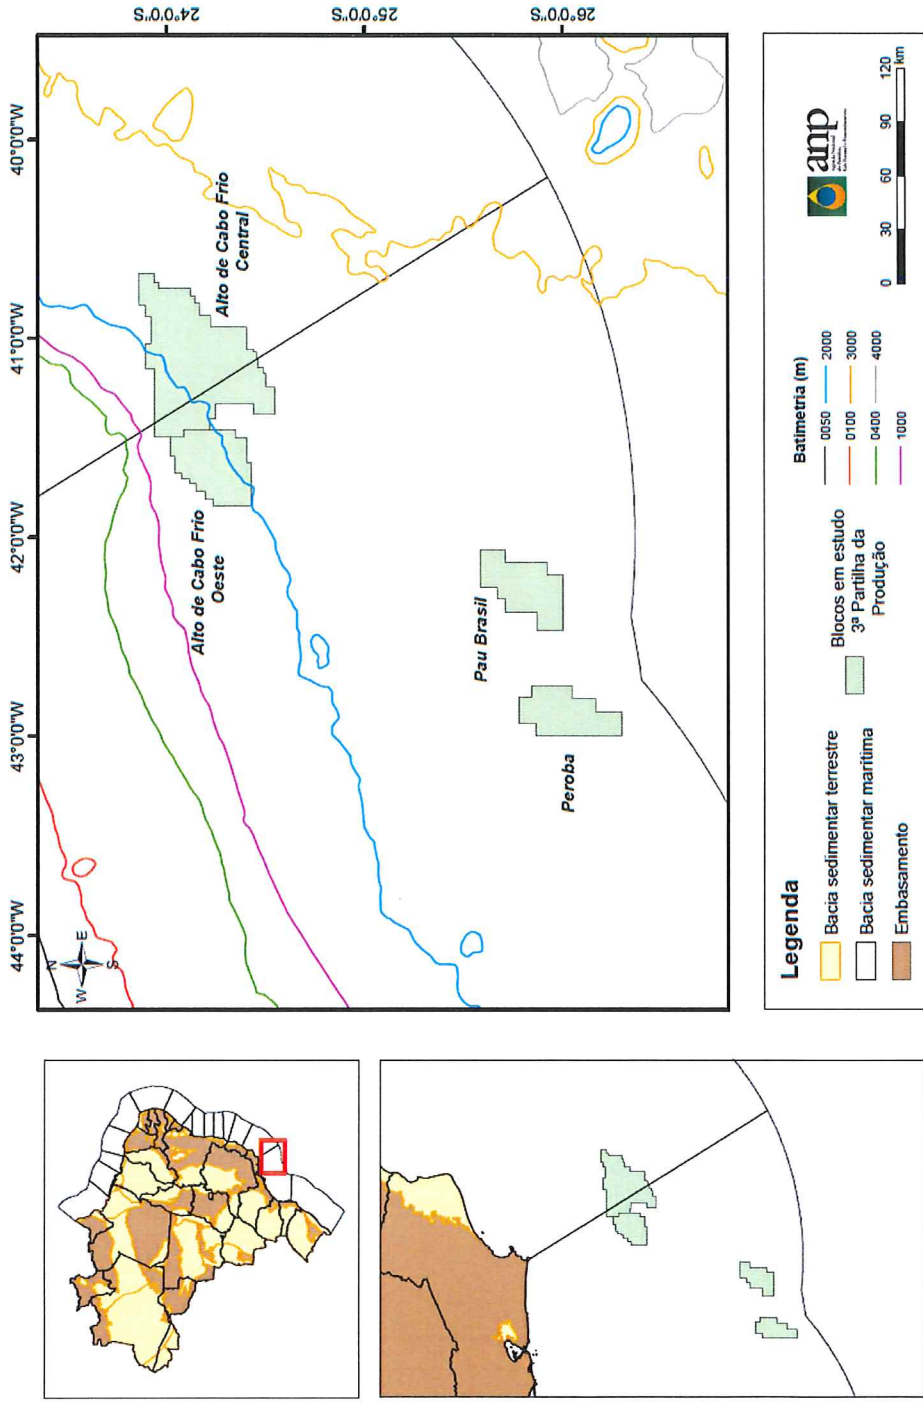 44°0'0"W
43°0'0"W
42°0'0"W
41°0'0"W
40°0'0"W
24°0'0"S
25°0'0"S
26°0'0"S
N
W
E
S
Alto de Cabo Frio
Central
Alto de Cabo Frio
Oeste
Pau Brasil
Peroba
Legenda
Bacia sedimentar terrestre
Bacia sedimentar marítima
Embasamento
Blocos em estudo
3ª Partilha da
Produção
Batimetria (m)
0050
0100
0400
1000
2000
3000
4000
anp
0
30
60
90
120
km